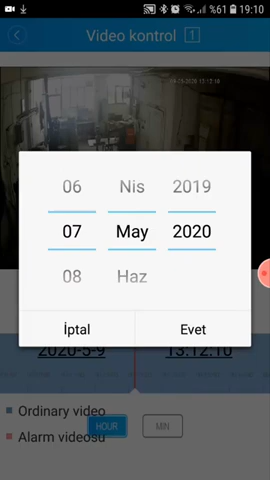 %61 19:10
Video kontrol 1
06 Nis 2019
07 May 2020
08 Haz
İptal Evet
2020-5-9 13:12:10
Ordinary video
Alarm videosu
HOUR MIN